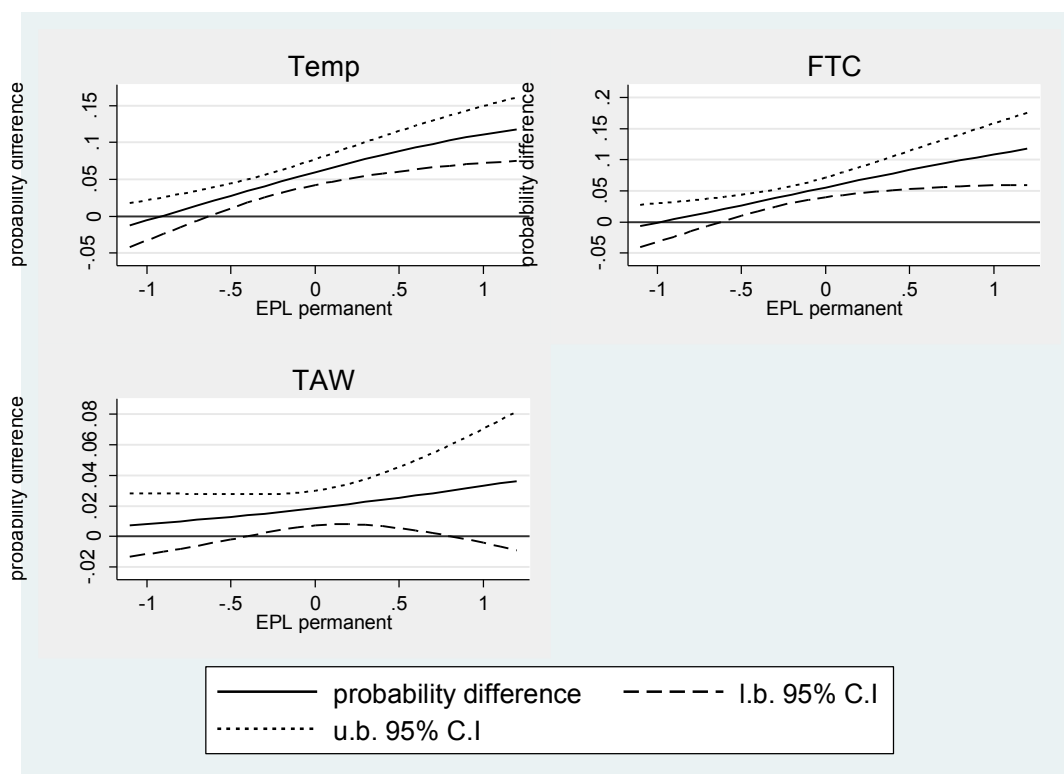 Temp
probability difference
.15
.1
.05
0
-.05
-1 -.5 0 .5 1
EPL permanent
FTC
probability difference
.2
.15
.1
.05
0
-.05
-1 -.5 0 .5 1
EPL permanent
TAW
probability difference
.08
.06
.04
.02
0
-.02
-1 -.5 0 .5 1
EPL permanent
probability difference l.b. 95% C.I
u.b. 95% C.I